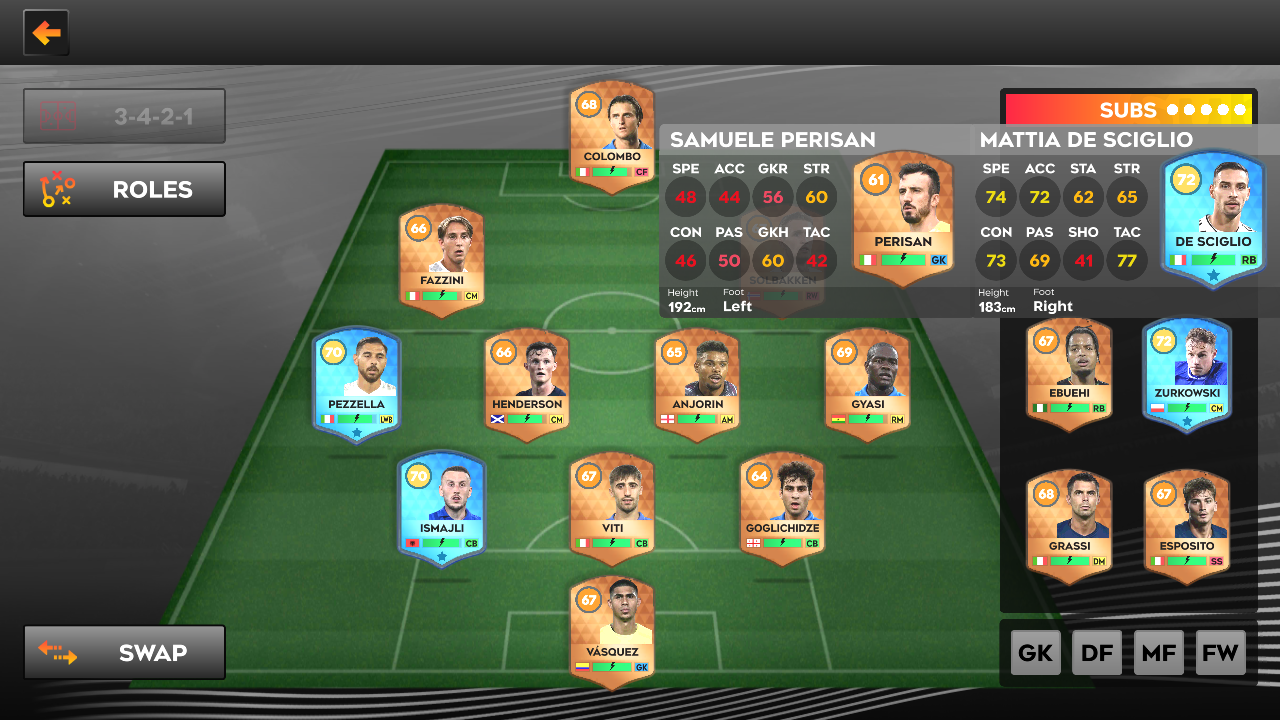 3-4-2-1
ROLES
SWAP
68
COLOMBO
CF
66
FAZZINI
CM
SOLBAKKEN
RW
70
PEZZELLA
LWB
66
HENDERSON
CM
65
ANJORIN
AM
69
GYASI
RM
70
ISMAJLI
CB
67
VITI
CB
64
GOGLICHIDZE
CB
67
VÁSQUEZ
GK
SUBS
SAMUELE PERISAN
SPE ACC GKR STR
48 44 56 60
CON PAS GKH TAC
46 50 60 42
Height Foot
192cm Left
61
PERISAN
GK
MATTIA DE SCIGLIO
SPE ACC STA STR
74 72 62 65
CON PAS SHO TAC
73 69 41 77
Height Foot
183cm Right
72
DE SCIGLIO
RB
67
EBUEHI
RB
72
ZURKOWSKI
CM
68
GRASSI
DM
67
ESPOSITO
SS
GK DF MF FW